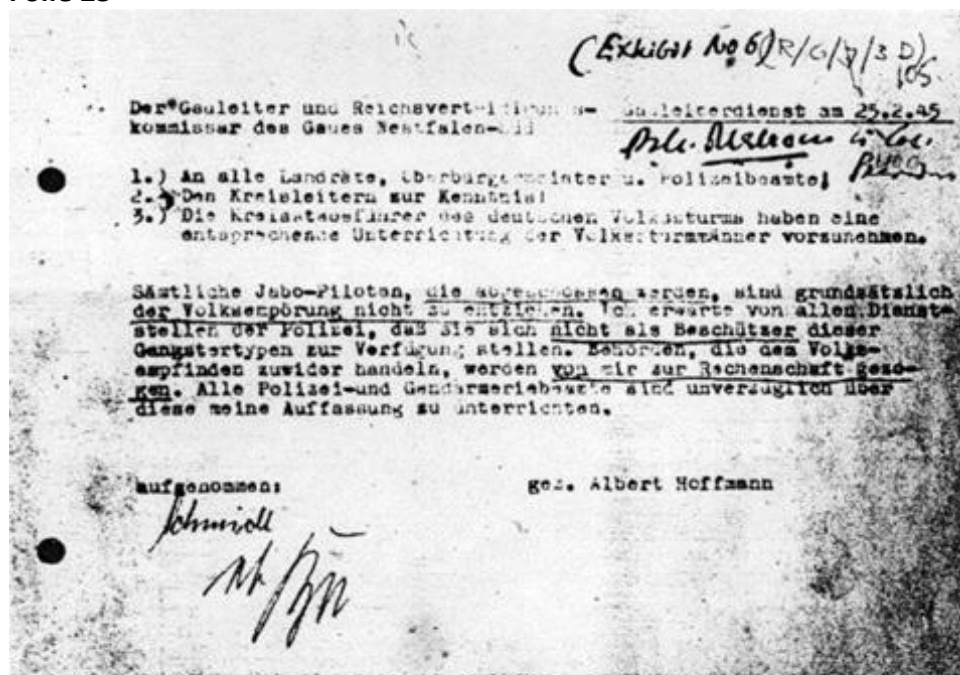 (Exhibit No 6) R/G/J/3 D)
105
Der Gauleiter und Reichsverteidigungs- Gauleiterdienst am 25.2.45
kommissar des Gaues Westfalen-Süd
1.) An alle Landräte, Oberbürgermeister u. Polizeibeamte!
2.) Den Kreisleitern zur Kenntnis!
3.) Die Kreisstabsführer des deutschen Volkssturms haben eine
entsprechende Unterrichtung der Volkssturmmänner vorzunehmen.
Sämtliche Jabo-Piloten, die abgeschossen werden, sind grundsätzlich
der Volksempörung nicht zu entziehen. Ich erwarte von allen Dienst-
stellen der Polizei, daß sie sich nicht als Beschützer dieser
Gangstertypen zur Verfügung stellen. Behörden, die dem Volks-
empfinden zuwider handeln, werden von mir zur Rechenschaft gezo-
gen. Alle Polizei-und Gendarmeriebeamte sind unverzüglich über
diese meine Auffassung zu unterrichten.
aufgenommen: gez. Albert Hoffmann
Schmidt